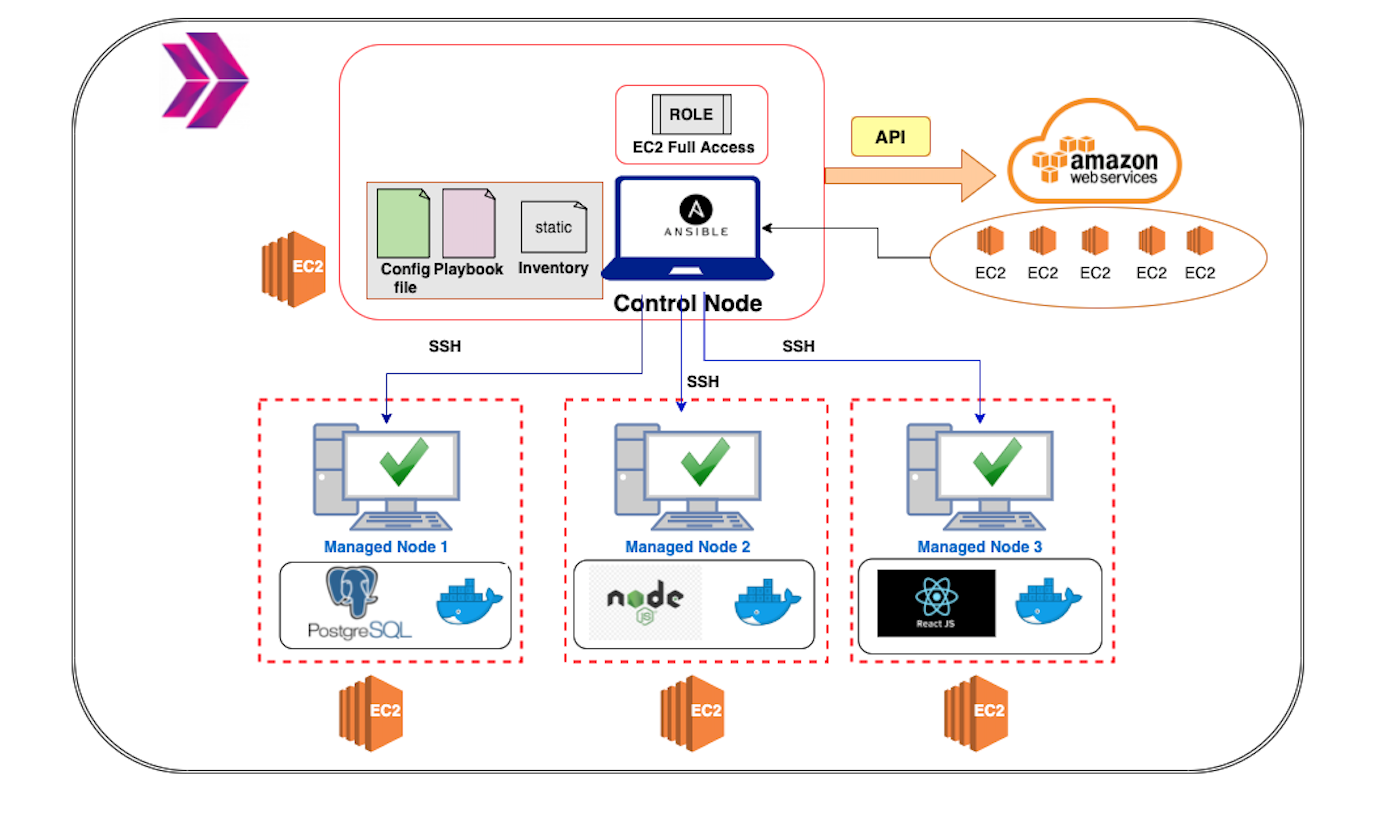 ROLE
EC2 Full Access
API
amazon
web services
static
ANSIBLE
EC2
Config
file
Playbook
Inventory
Control Node
EC2 EC2 EC2 EC2 EC2
SSH
SSH
SSH
Managed Node 1
Managed Node 2
Managed Node 3
PostgreSQL
node
JS
React JS
EC2
EC2
EC2